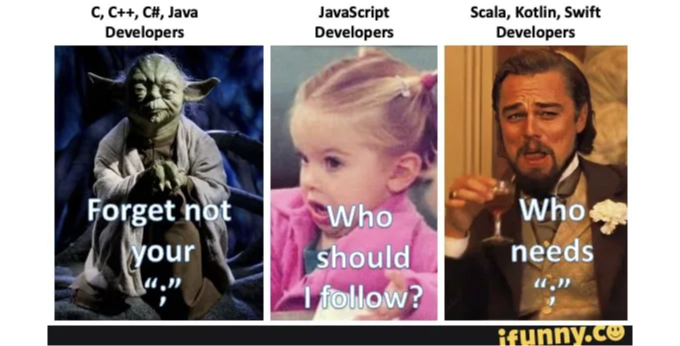 C, C++, C#, Java
Developers
Forget not
your
“;”
JavaScript
Developers
Who
should
I follow?
Scala, Kotlin, Swift
Developers
Who
needs
“;”
ifunny.co